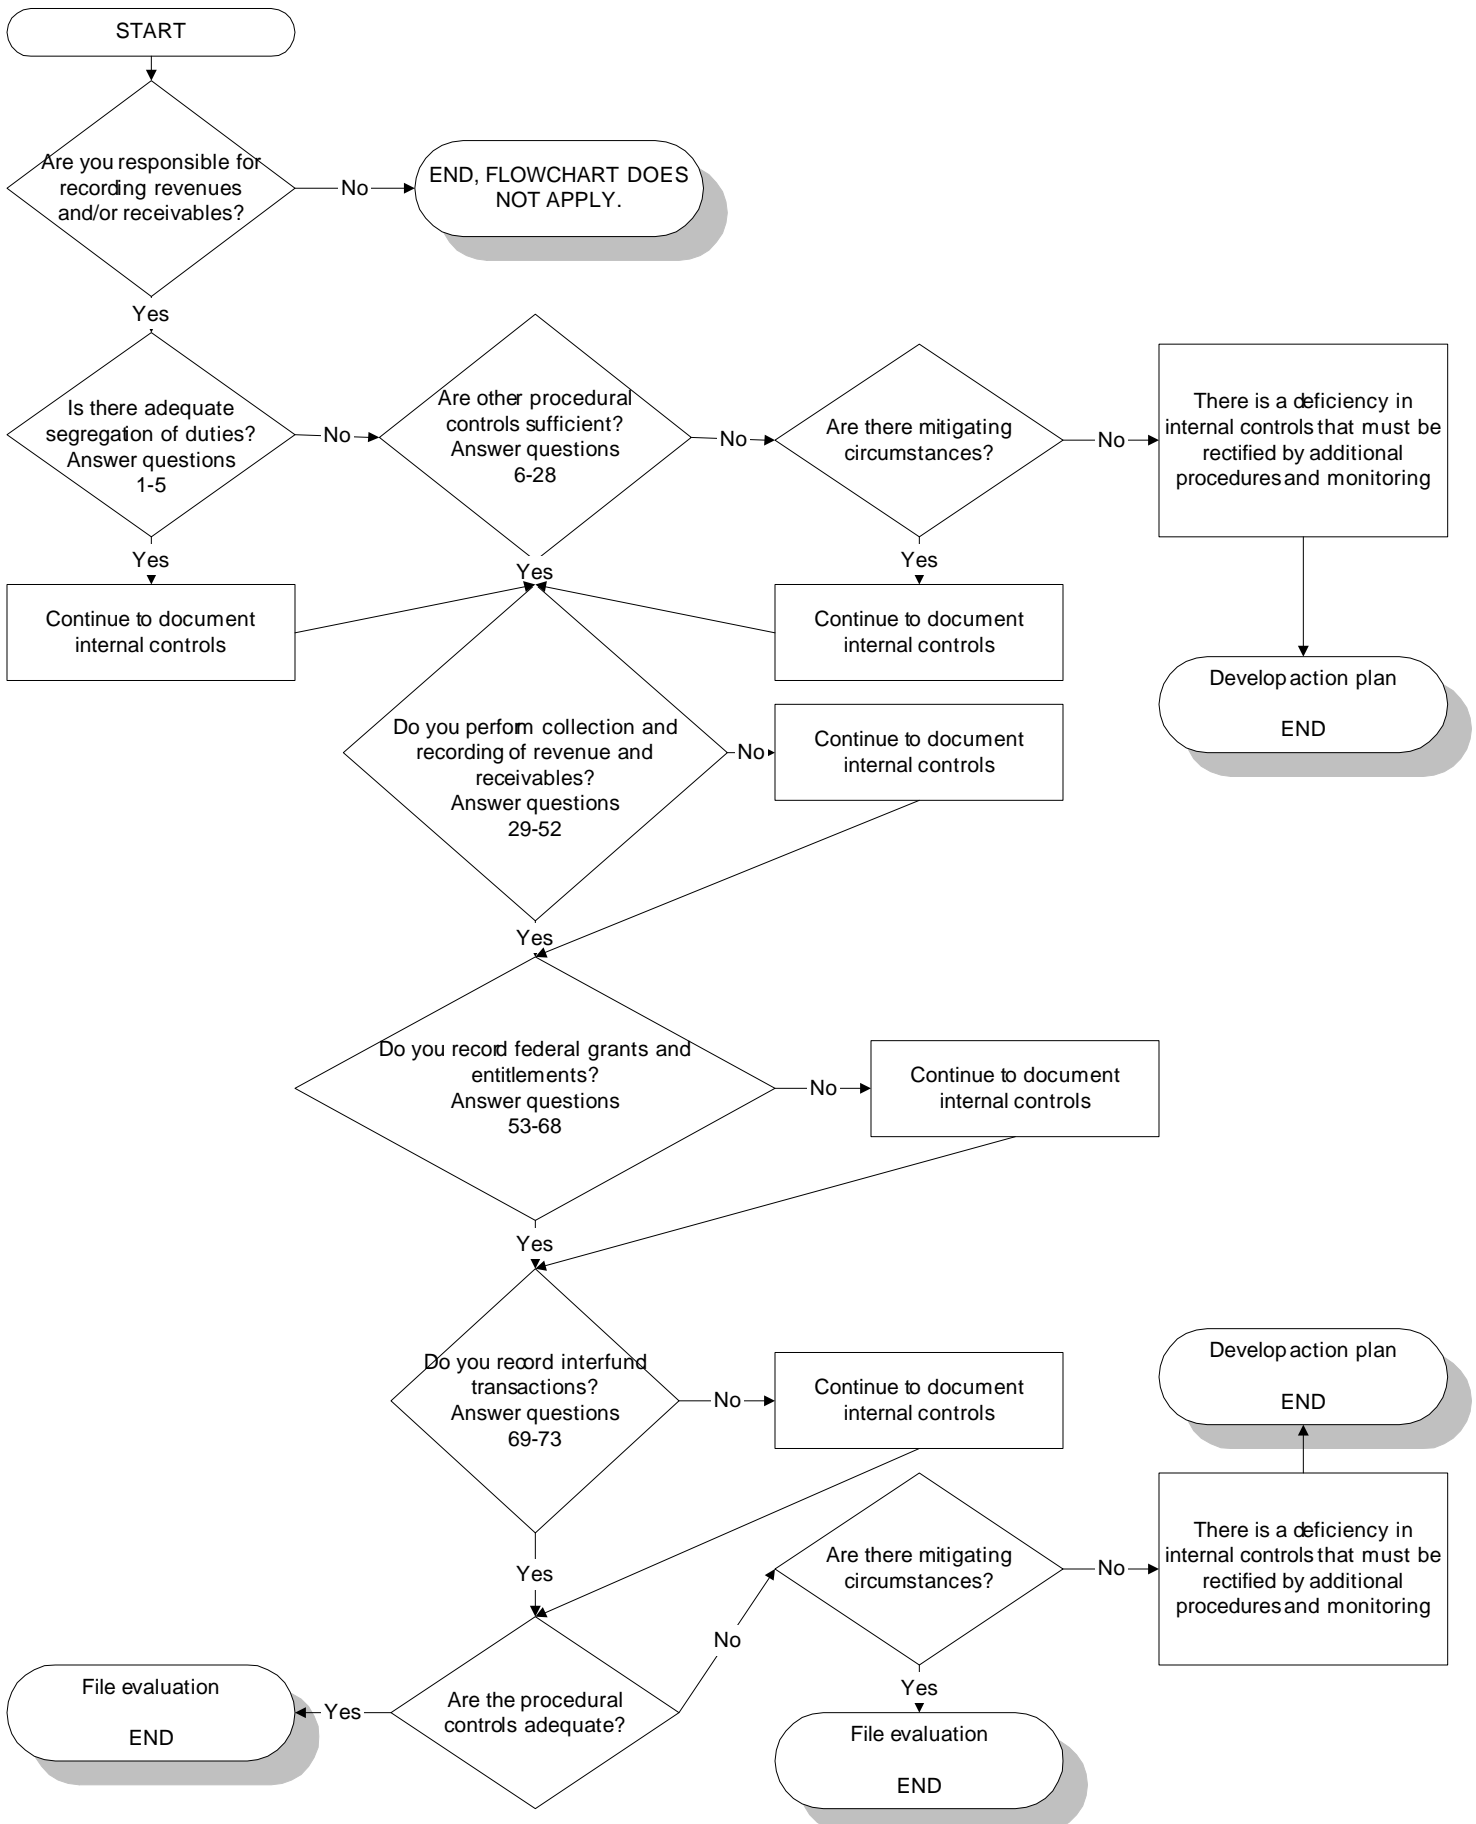 START
Are you responsible for
recording revenues
and/or receivables?
No
END, FLOWCHART DOES
NOT APPLY.
Yes
Is there adequate
segregation of duties?
Answer questions
1-5
No
Are other procedural
controls sufficient?
Answer questions
6-28
No
Are there mitigating
circumstances?
No
There is a deficiency in
internal controls that must be
rectified by additional
procedures and monitoring
Yes
Yes
Yes
Continue to document
internal controls
Continue to document
internal controls
Develop action plan
END
Do you perform collection and
recording of revenue and
receivables?
Answer questions
29-52
No
Continue to document
internal controls
Yes
Do you record federal grants and
entitlements?
Answer questions
53-68
No
Continue to document
internal controls
Yes
Do you record interfund
transactions?
Answer questions
69-73
No
Continue to document
internal controls
Develop action plan
END
Yes
Are there mitigating
circumstances?
No
There is a deficiency in
internal controls that must be
rectified by additional
procedures and monitoring
No
Are the procedural
controls adequate?
Yes
File evaluation
END
Yes
File evaluation
END